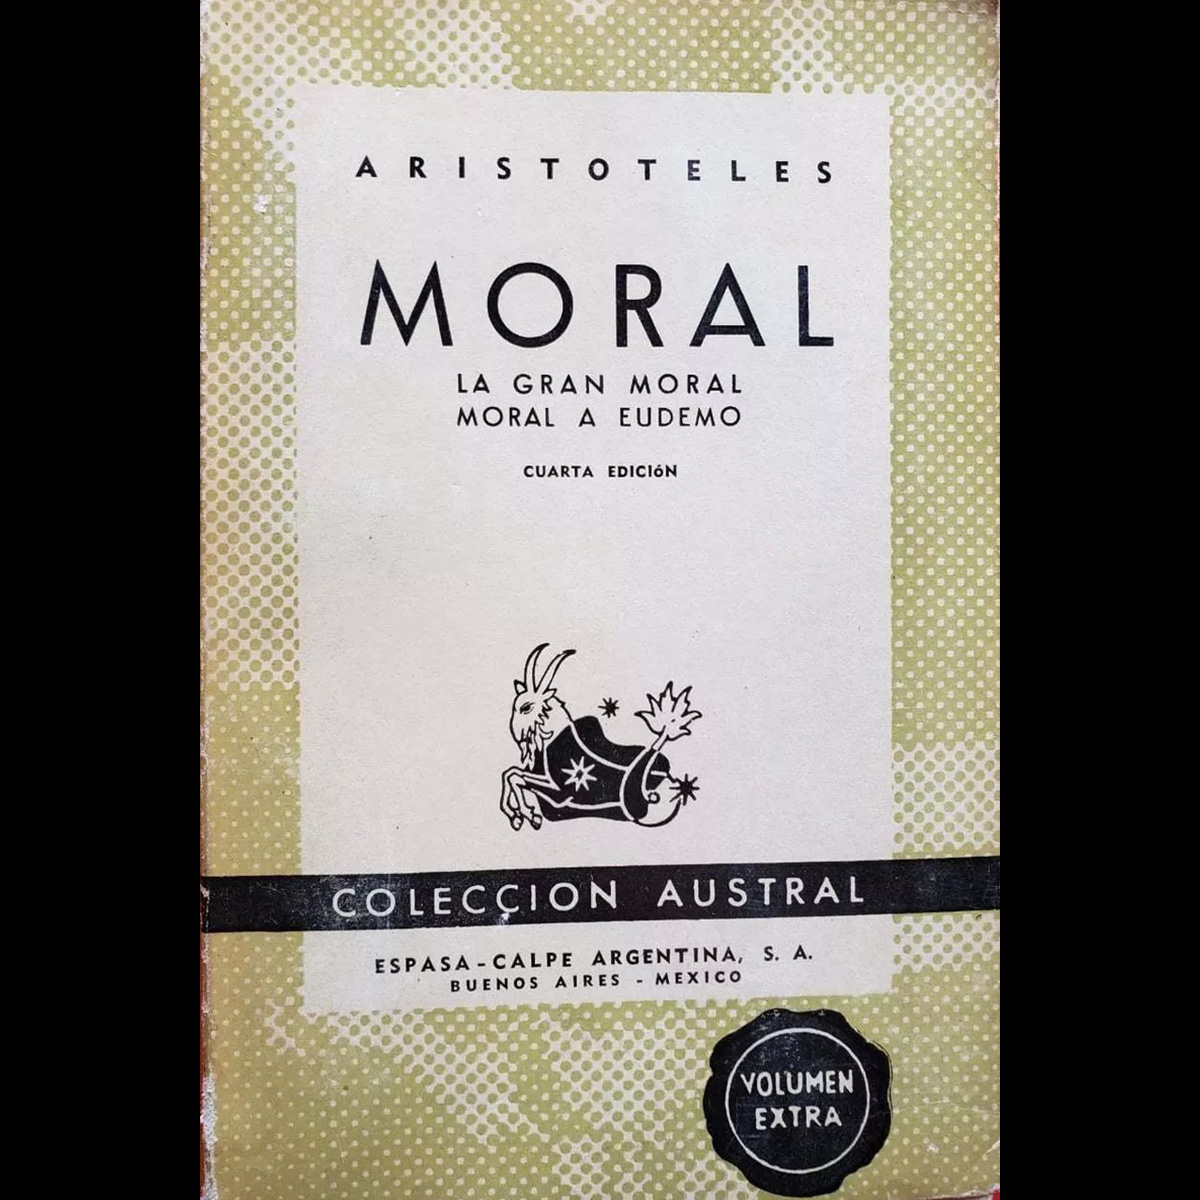 ARISTOTELES
MORAL
LA GRAN MORAL
MORAL A EUDEMO
CUARTA EDICIóN
COLECCION AUSTRAL
ESPASA-CALPE ARGENTINA, S. A.
BUENOS AIRES - MEXICO
VOLUMEN
EXTRA